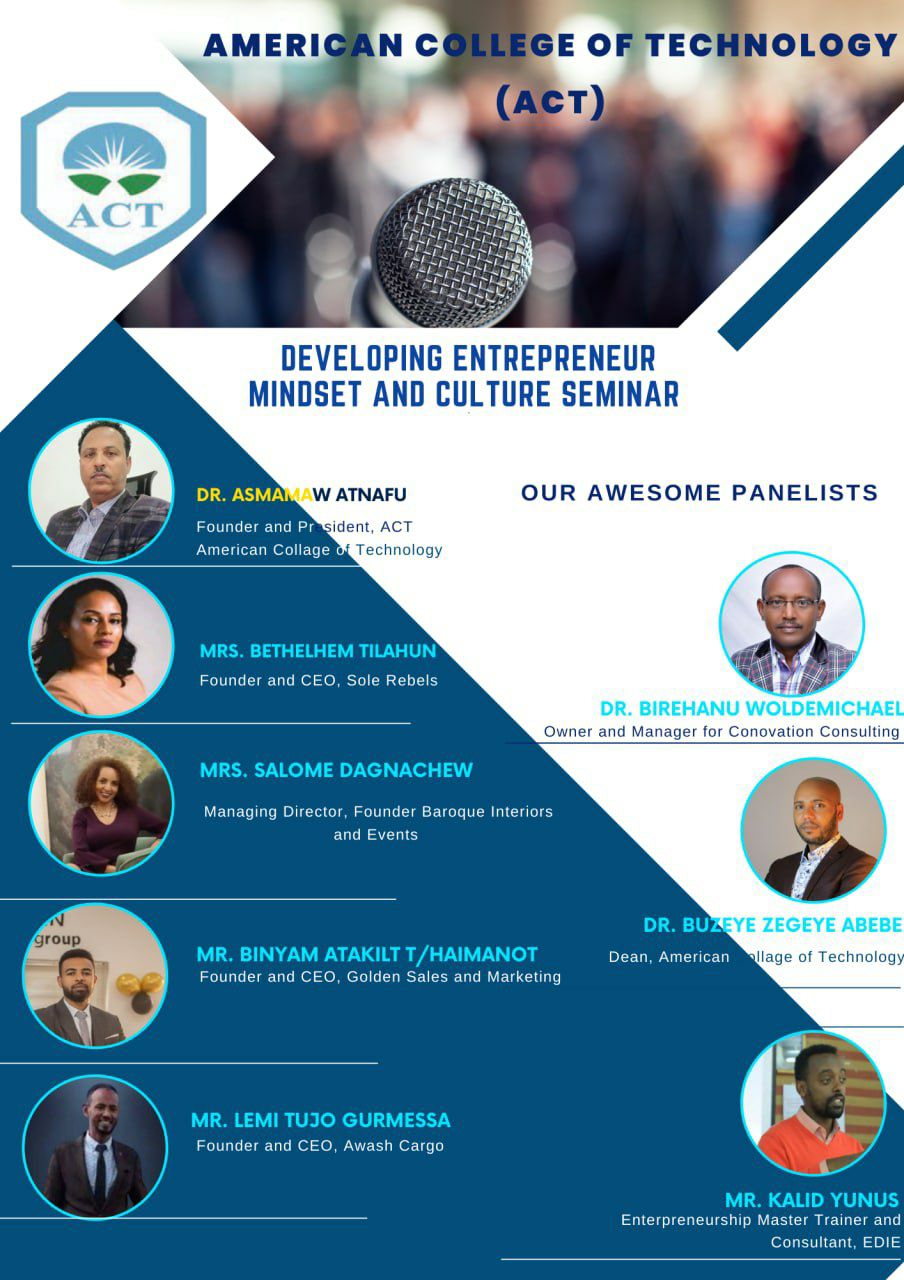 AMERICAN COLLEGE OF TECHNOLOGY
(ACT)
ACT
DEVELOPING ENTREPRENEUR
MINDSET AND CULTURE SEMINAR
DR. ASMAMAW ATNAFU
Founder and President, ACT
American Collage of Technology
MRS. BETHELHEM TILAHUN
Founder and CEO, Sole Rebels
MRS. SALOME DAGNACHEW
Managing Director, Founder Baroque Interiors
and Events
group
MR. BINYAM ATAKILT T/HAIMANOT
Founder and CEO, Golden Sales and Marketing
MR. LEMI TUJO GURMESSA
Founder and CEO, Awash Cargo
OUR AWESOME PANELISTS
DR. BIREHANU WOLDEMICHAEL
Owner and Manager for Conovation Consulting
DR. BUZEYE ZEGEYE ABEBE
Dean, American Collage of Technology
MR. KALID YUNUS
Enterpreneurship Master Trainer and
Consultant, EDIE